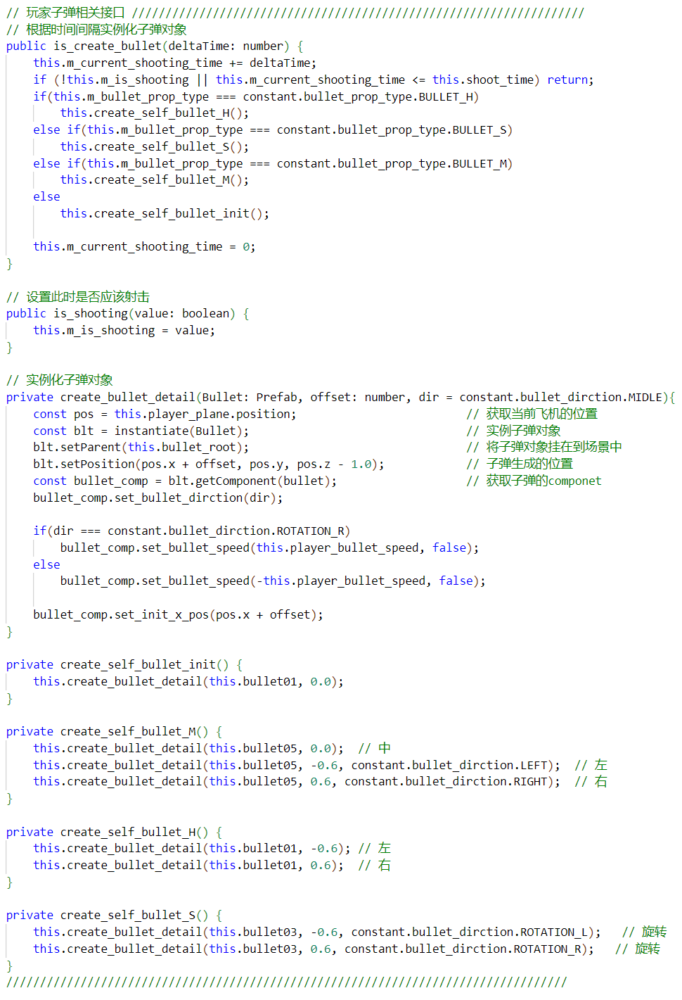 // 玩家子弹相关接口 ///////////////////////////////////////////////////////////////////
// 根据时间间隔实例化子弹对象
public is_create_bullet(deltaTime: number) {
    this.m_current_shooting_time += deltaTime;
    if (!this.m_is_shooting || this.m_current_shooting_time <= this.shoot_time) return;
    if(this.m_bullet_prop_type === constant.bullet_prop_type.BULLET_H)
        this.create_self_bullet_H();
    else if(this.m_bullet_prop_type === constant.bullet_prop_type.BULLET_S)
        this.create_self_bullet_S();
    else if(this.m_bullet_prop_type === constant.bullet_prop_type.BULLET_M)
        this.create_self_bullet_M();
    else
        this.create_self_bullet_init();

    this.m_current_shooting_time = 0;
}

// 设置此时是否应该射击
public is_shooting(value: boolean) {
    this.m_is_shooting = value;
}

// 实例化子弹对象
private create_bullet_detail(Bullet: Prefab, offset: number, dir = constant.bullet_dirction.MIDLE){
    const pos = this.player_plane.position;                         // 获取当前飞机的位置
    const blt = instantiate(Bullet);                                // 实例子弹对象
    blt.setParent(this.bullet_root);                                // 将子弹对象挂在到场景中
    blt.setPosition(pos.x + offset, pos.y, pos.z - 1.0);            // 子弹生成的位置
    const bullet_comp = blt.getComponent(bullet);                   // 获取子弹的componet
    bullet_comp.set_bullet_dirction(dir);

    if(dir === constant.bullet_dirction.ROTATION_R)
        bullet_comp.set_bullet_speed(this.player_bullet_speed, false);
    else
        bullet_comp.set_bullet_speed(-this.player_bullet_speed, false);

    bullet_comp.set_init_x_pos(pos.x + offset);
}

private create_self_bullet_init() {
    this.create_bullet_detail(this.bullet01, 0.0);
}

private create_self_bullet_M() {
    this.create_bullet_detail(this.bullet05, 0.0);  // 中
    this.create_bullet_detail(this.bullet05, -0.6, constant.bullet_dirction.LEFT);  // 左
    this.create_bullet_detail(this.bullet05, 0.6, constant.bullet_dirction.RIGHT);  // 右
}

private create_self_bullet_H() {
    this.create_bullet_detail(this.bullet01, -0.6); // 左
    this.create_bullet_detail(this.bullet01, 0.6);  // 右
}

private create_self_bullet_S() {
    this.create_bullet_detail(this.bullet03, -0.6, constant.bullet_dirction.ROTATION_L);   // 旋转
    this.create_bullet_detail(this.bullet03, 0.6, constant.bullet_dirction.ROTATION_R);   // 旋转
}
///////////////////////////////////////////////////////////////////////////////////